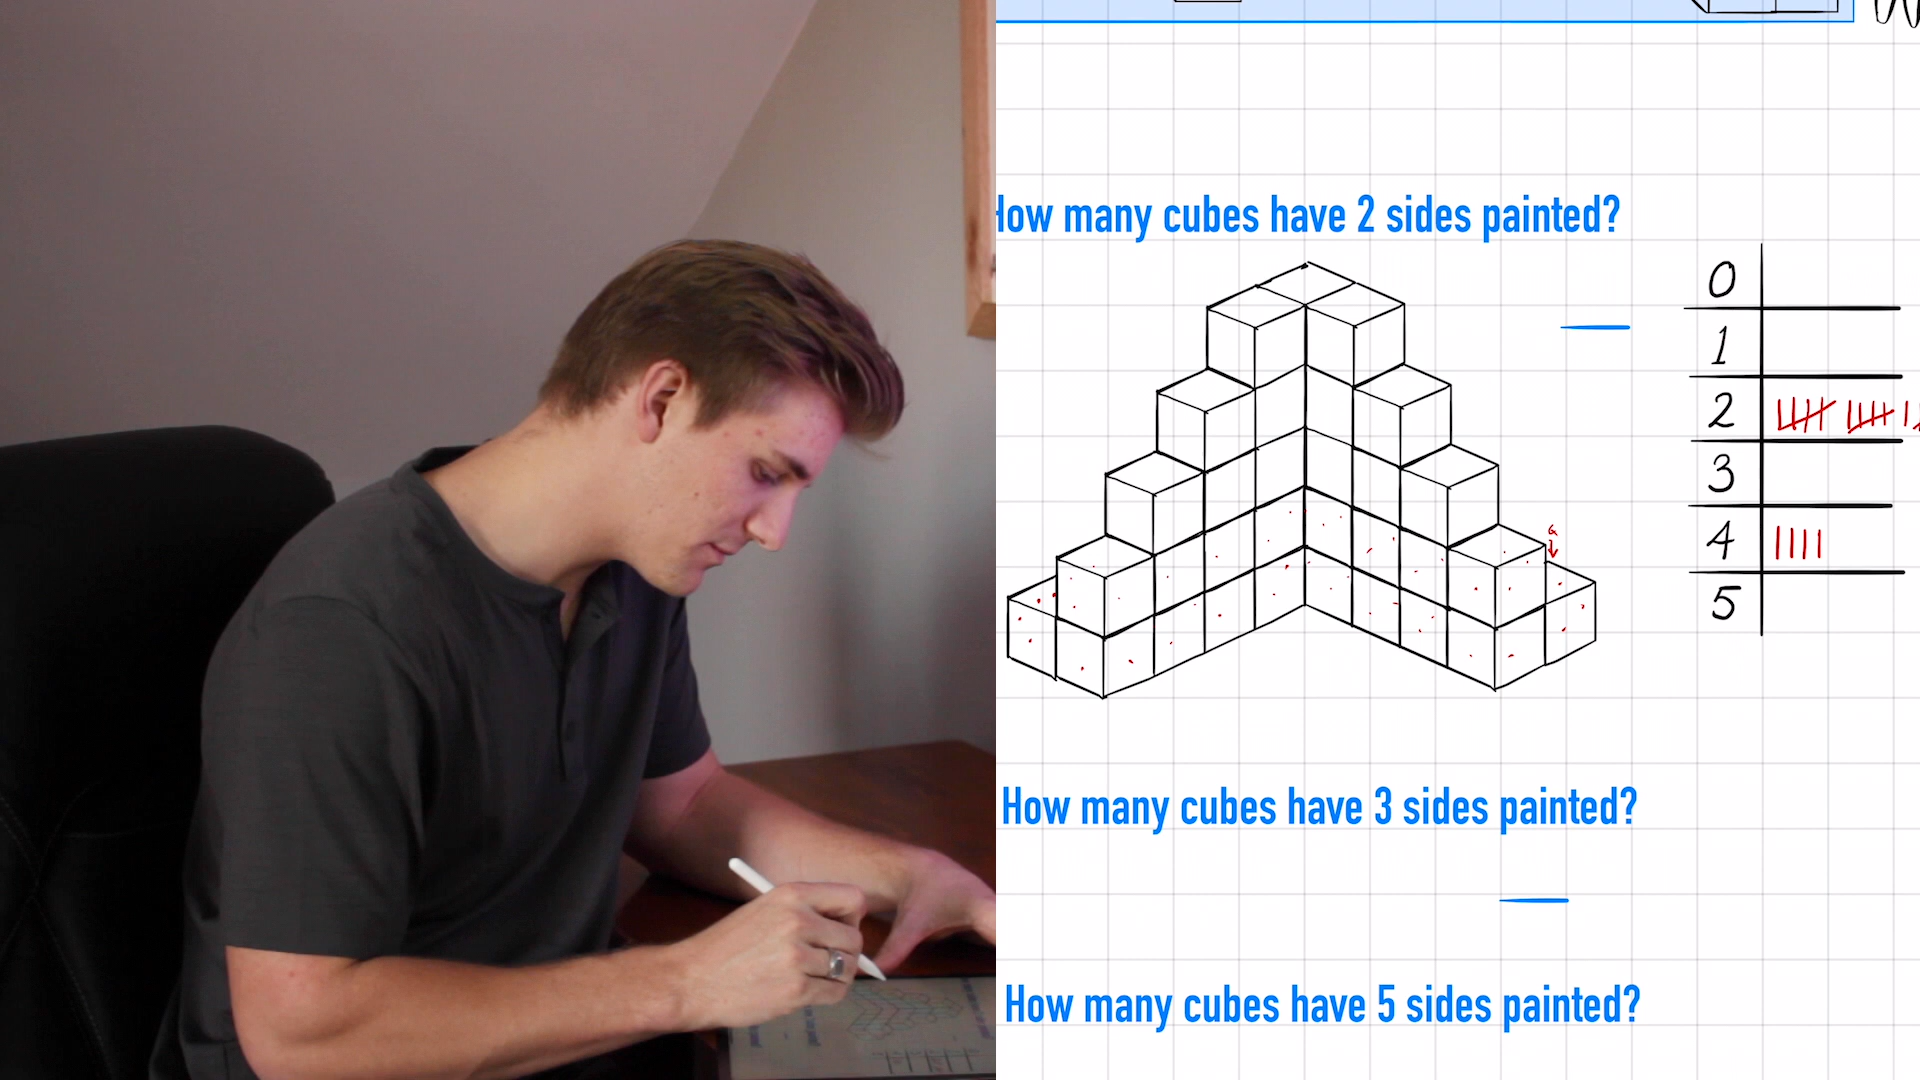 How many cubes have 2 sides painted?
0
1
2
3
4
5
How many cubes have 3 sides painted?
How many cubes have 5 sides painted?